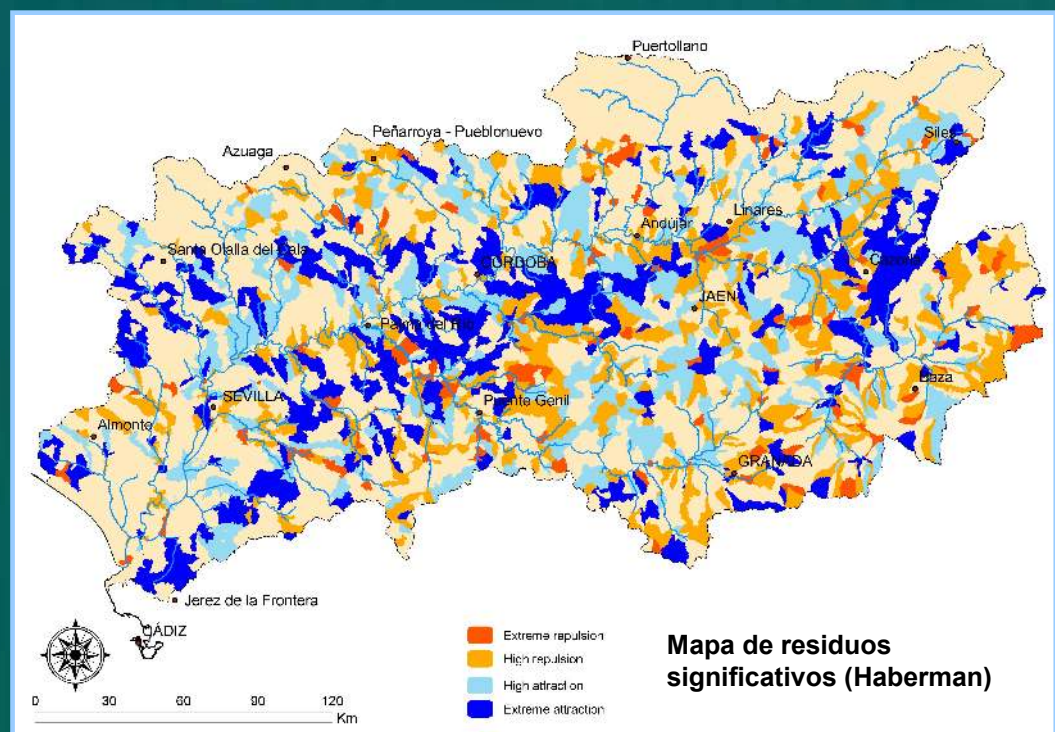 Puertollano
Peñarroya - Pueblonuevo
Azuaga
Siles
Linares
Andújar
Santa Olalla del Cala
CÓRDOBA
Cazorla
JAEN
Palma del Río
Baza
SEVILLA
Puente Genil
Almonte
GRANADA
Jerez de la Frontera
CÁDIZ
Extreme repulsion
High repulsion
High attraction
Extreme attraction
Mapa de residuos
significativos (Haberman)
0 30 60 90 120
Km